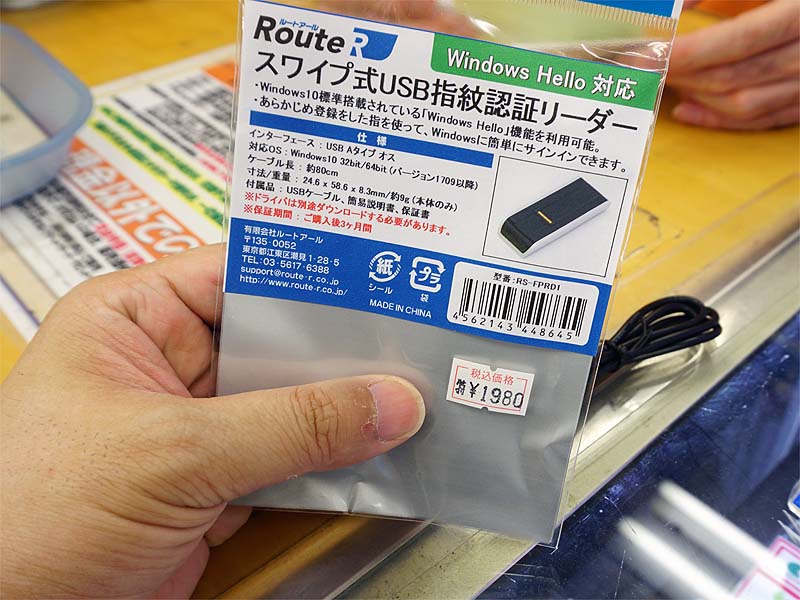 ルートアール
Route R
Windows Hello 対応
スワイプ式USB指紋認証リーダー
・Windows10標準搭載されている「Windows Hello」機能を利用可能。
・あらかじめ登録をした指を使って、Windowsに簡単にサインインできます。
仕様
インターフェース：USB Aタイプ オス
対応OS：Windows10 32bit/64bit (バージョン1709以降)
ケーブル長：約80cm
寸法/重量：24.6 x 58.6 x 8.3mm/約9g (本体のみ)
付属品：USBケーブル、簡易説明書、保証書
※ドライバは別途ダウンロードする必要があります。
※保証期間：ご購入後3ヶ月間
有限会社ルートアール
〒135-0052
東京都江東区潮見1-28-5
TEL:03-5617-6388
support@route-r.co.jp
http://www.route-r.co.jp/
紙
シール
プラ
袋
MADE IN CHINA
型番：RS-FPRD1
4562143 448645
税込価格
特 ¥1980